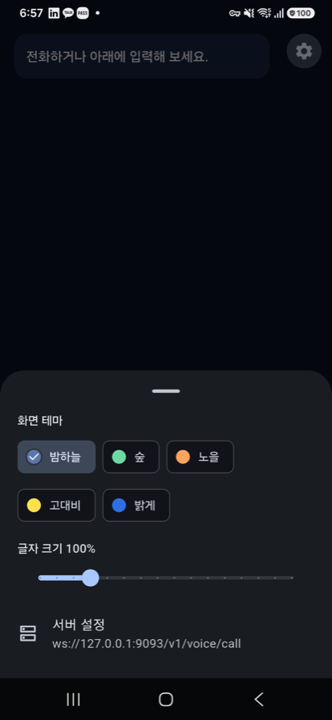 6:57
100
전화하거나 아래에 입력해 보세요.
화면 테마
밤하늘
숲
노을
고대비
밝게
글자 크기 100%
서버 설정
ws://127.0.0.1:9093/v1/voice/call